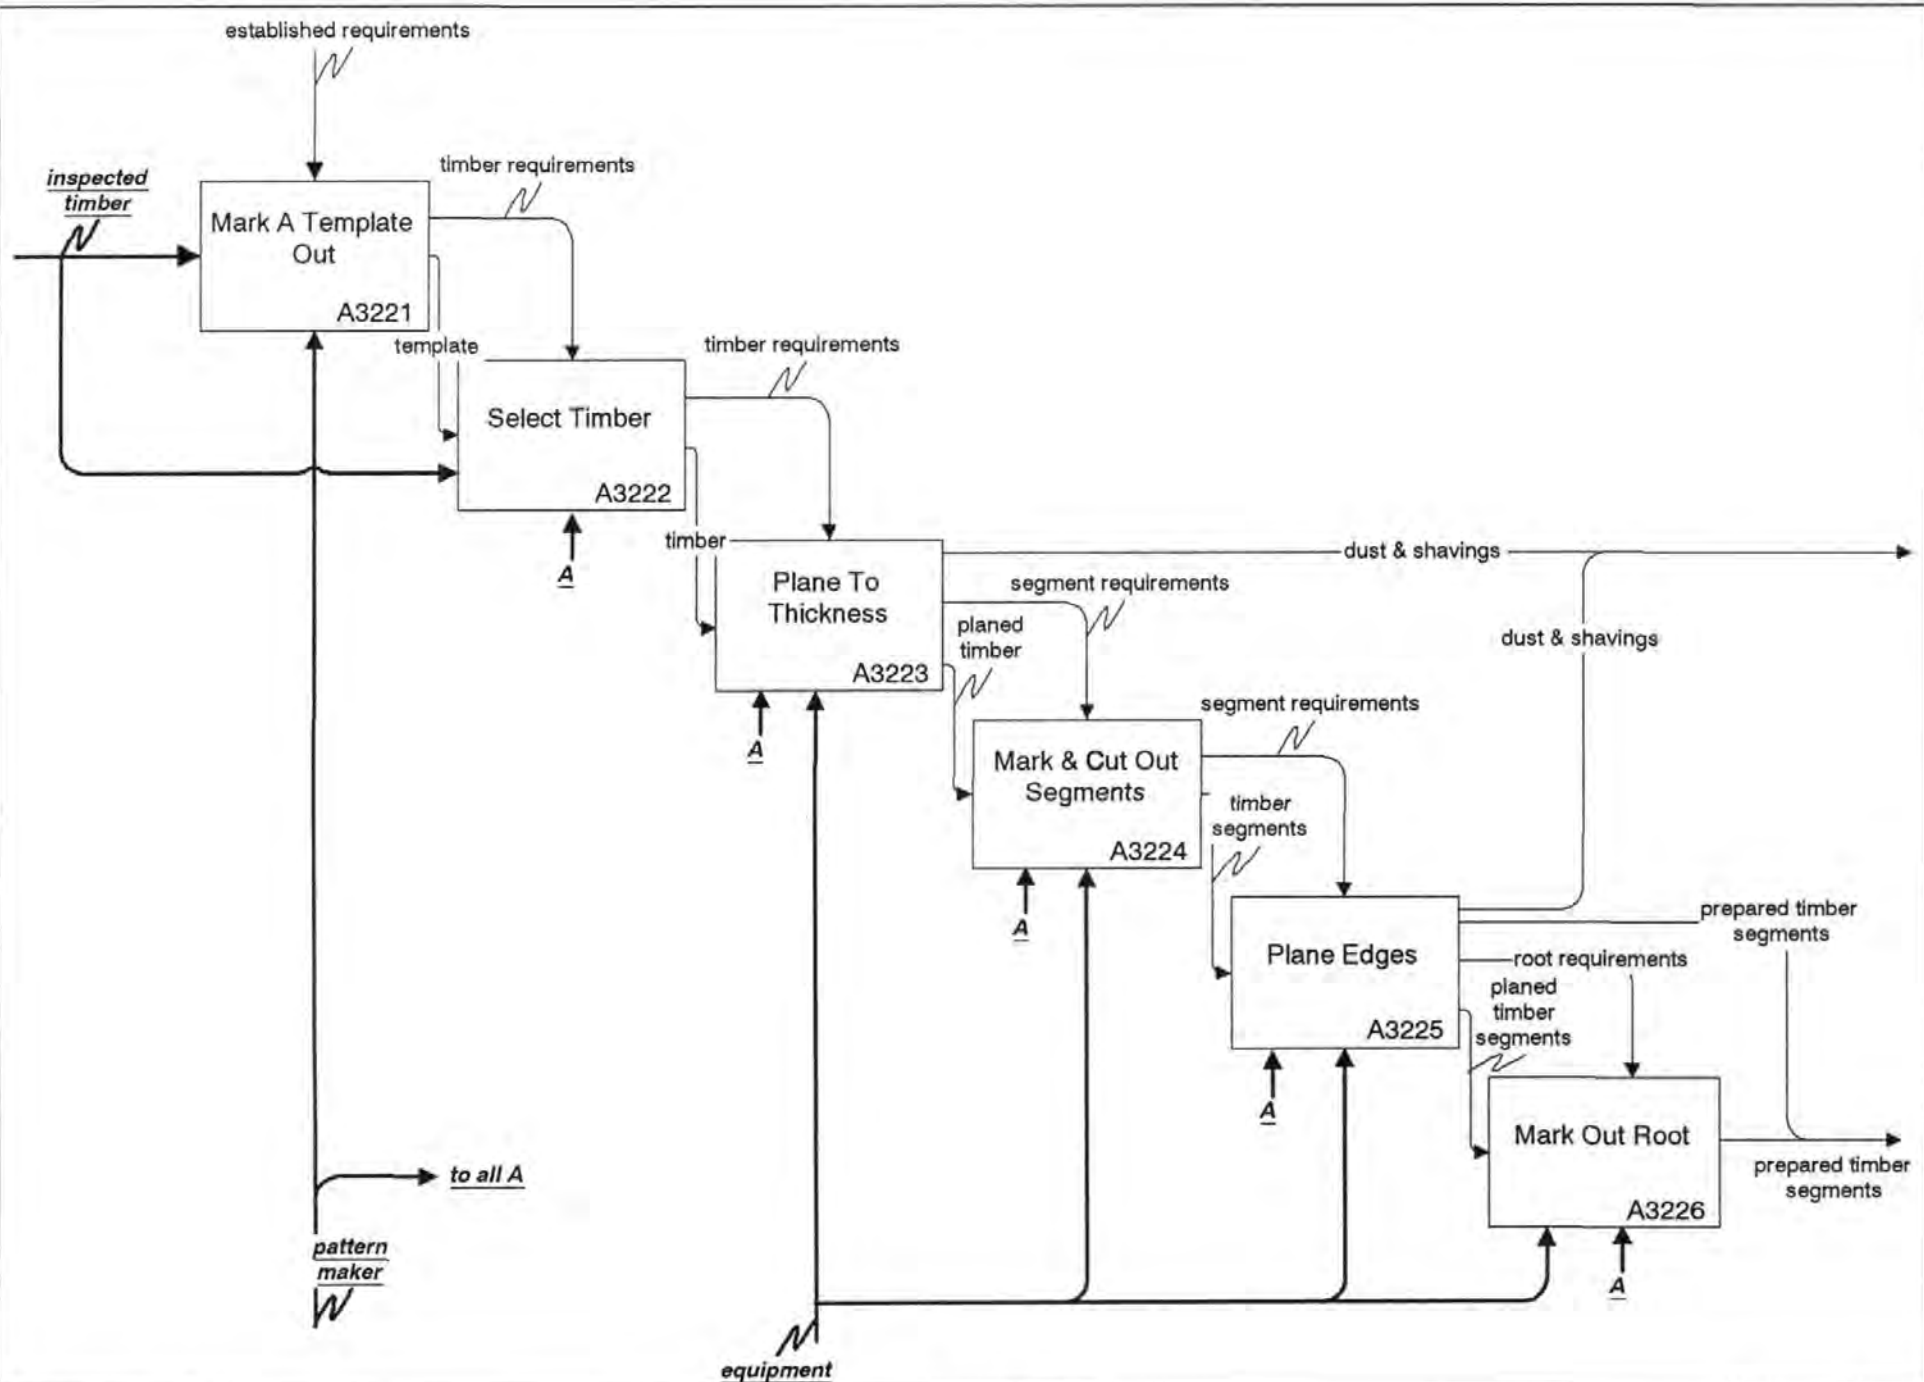 established requirements
inspected
timber
timber requirements
Mark A Template
Out
A3221
template
timber requirements
Select Timber
A3222
A
timber
dust & shavings
Plane To
Thickness
A3223
segment requirements
planed
timber
dust & shavings
A
segment requirements
Mark & Cut Out
Segments
A3224
timber
segments
A
prepared timber
segments
Plane Edges
A3225
root requirements
planed
timber
segments
A
Mark Out Root
A3226
prepared timber
segments
to all A
pattern
maker
A
equipment